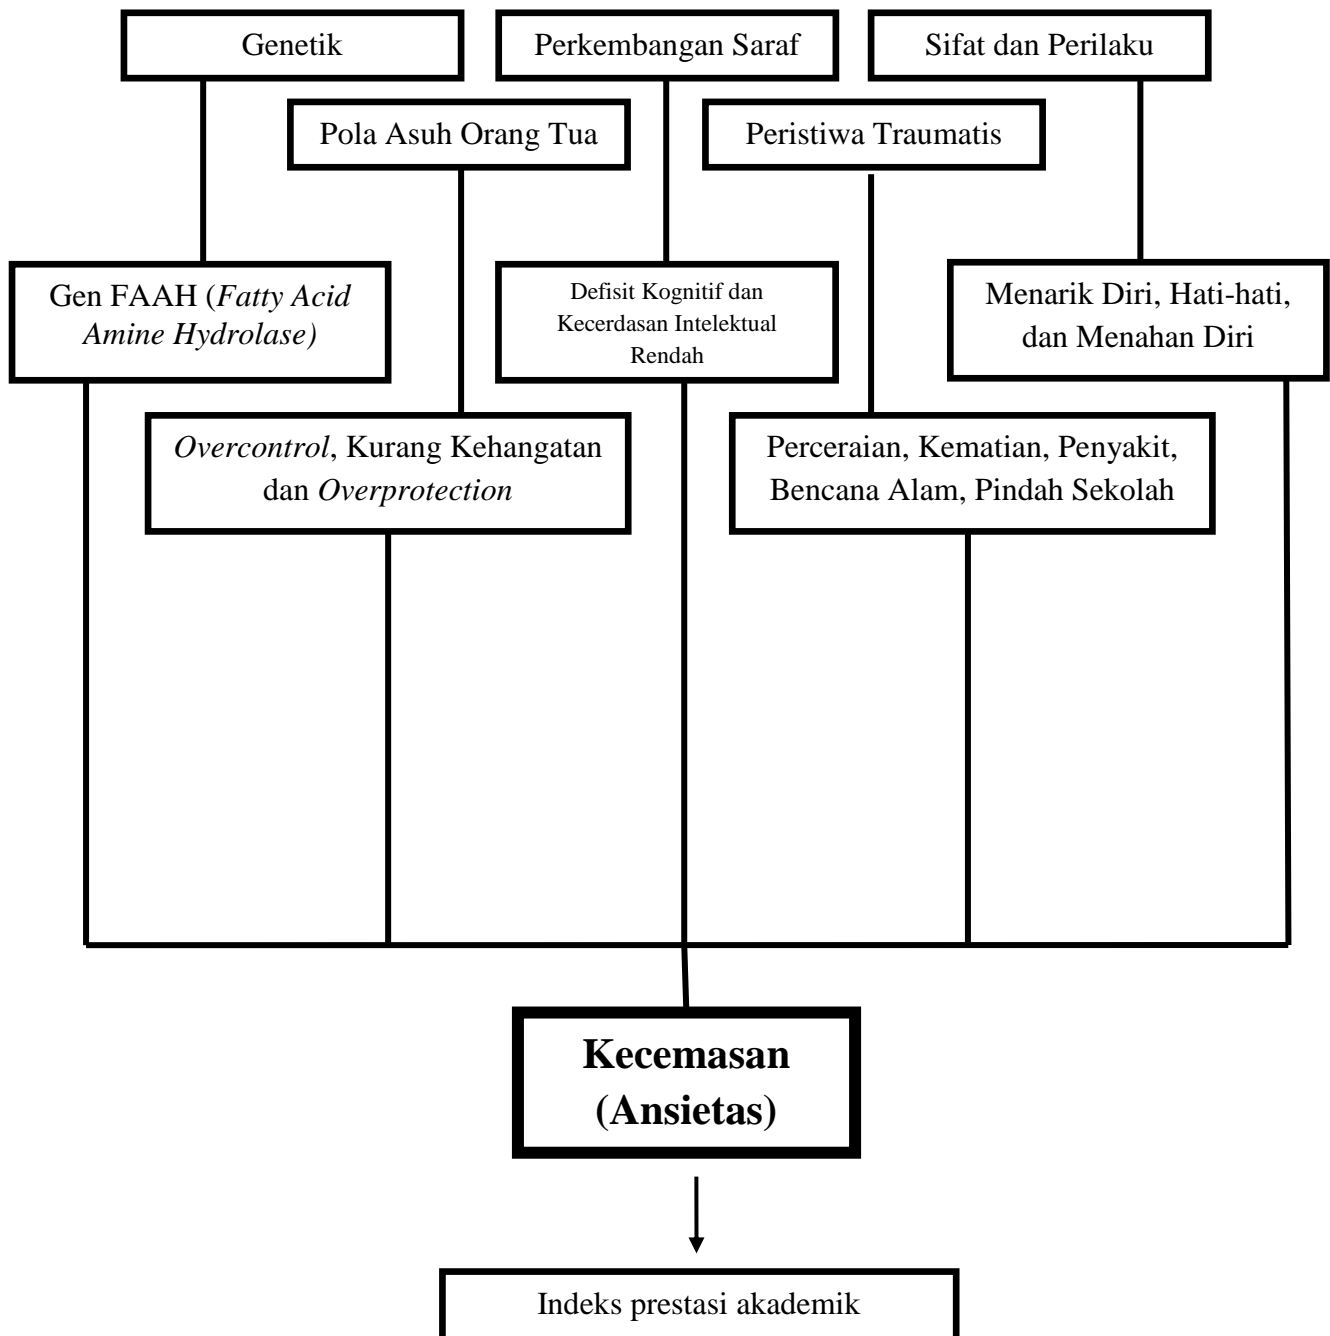 Genetik
Perkembangan Saraf
Sifat dan Perilaku
Pola Asuh Orang Tua
Peristiwa Traumatis
Gen FAAH (Fatty Acid
Amine Hydrolase)
Defisit Kognitif dan
Kecerdasan Intelektual
Rendah
Menarik Diri, Hati-hati,
dan Menahan Diri
Overcontrol, Kurang Kehangatan
dan Overprotection
Perceraian, Kematian, Penyakit,
Bencana Alam, Pindah Sekolah
Kecemasan
(Ansietas)
Indeks prestasi akademik